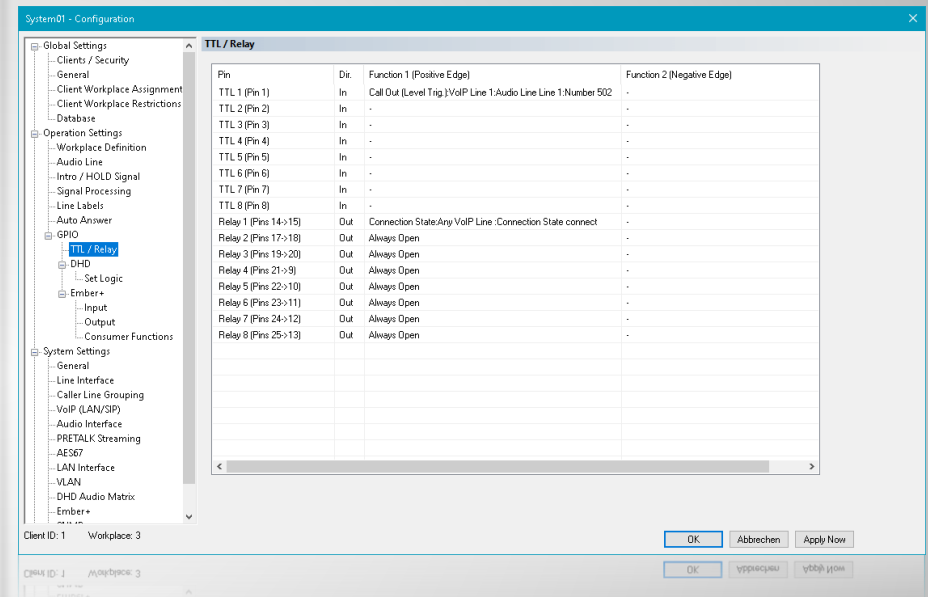 System01 - Configuration
Global Settings
Clients / Security
General
Client Workplace Assignment
Client Workplace Restrictions
Database
Operation Settings
Workplace Definition
Audio Line
Intro / HOLD Signal
Signal Processing
Line Labels
Auto Answer
GPIO
TTL / Relay
DHD
Set Logic
Ember+
Input
Output
Consumer Functions
System Settings
General
Line Interface
Caller Line Grouping
VoIP (LAN/SIP)
Audio Interface
PRETALK Streaming
AES67
LAN Interface
VLAN
DHD Audio Matrix
Ember+
TTL / Relay
Pin Dir. Function 1 (Positive Edge) Function 2 (Negative Edge)
TTL 1 (Pin 1) In Call Out (Level Trig.):VoIP Line 1:Audio Line Line 1:Number 502 -
TTL 2 (Pin 2) In - -
TTL 3 (Pin 3) In - -
TTL 4 (Pin 4) In - -
TTL 5 (Pin 5) In - -
TTL 6 (Pin 6) In - -
TTL 7 (Pin 7) In - -
TTL 8 (Pin 8) In - -
Relay 1 (Pins 14->15) Out Connection State:Any VoIP Line :Connection State connect -
Relay 2 (Pins 17->18) Out Always Open -
Relay 3 (Pins 19->20) Out Always Open -
Relay 4 (Pins 21->9) Out Always Open -
Relay 5 (Pins 22->10) Out Always Open -
Relay 6 (Pins 23->11) Out Always Open -
Relay 7 (Pins 24->12) Out Always Open -
Relay 8 (Pins 25->13) Out Always Open -
Client ID: 1 Workplace: 3
OK Abbrechen Apply Now